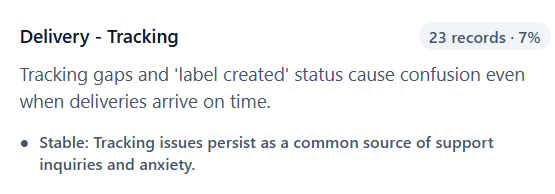 Delivery - Tracking
23 records · 7%
Tracking gaps and 'label created' status cause confusion even
when deliveries arrive on time.
● Stable: Tracking issues persist as a common source of support
inquiries and anxiety.